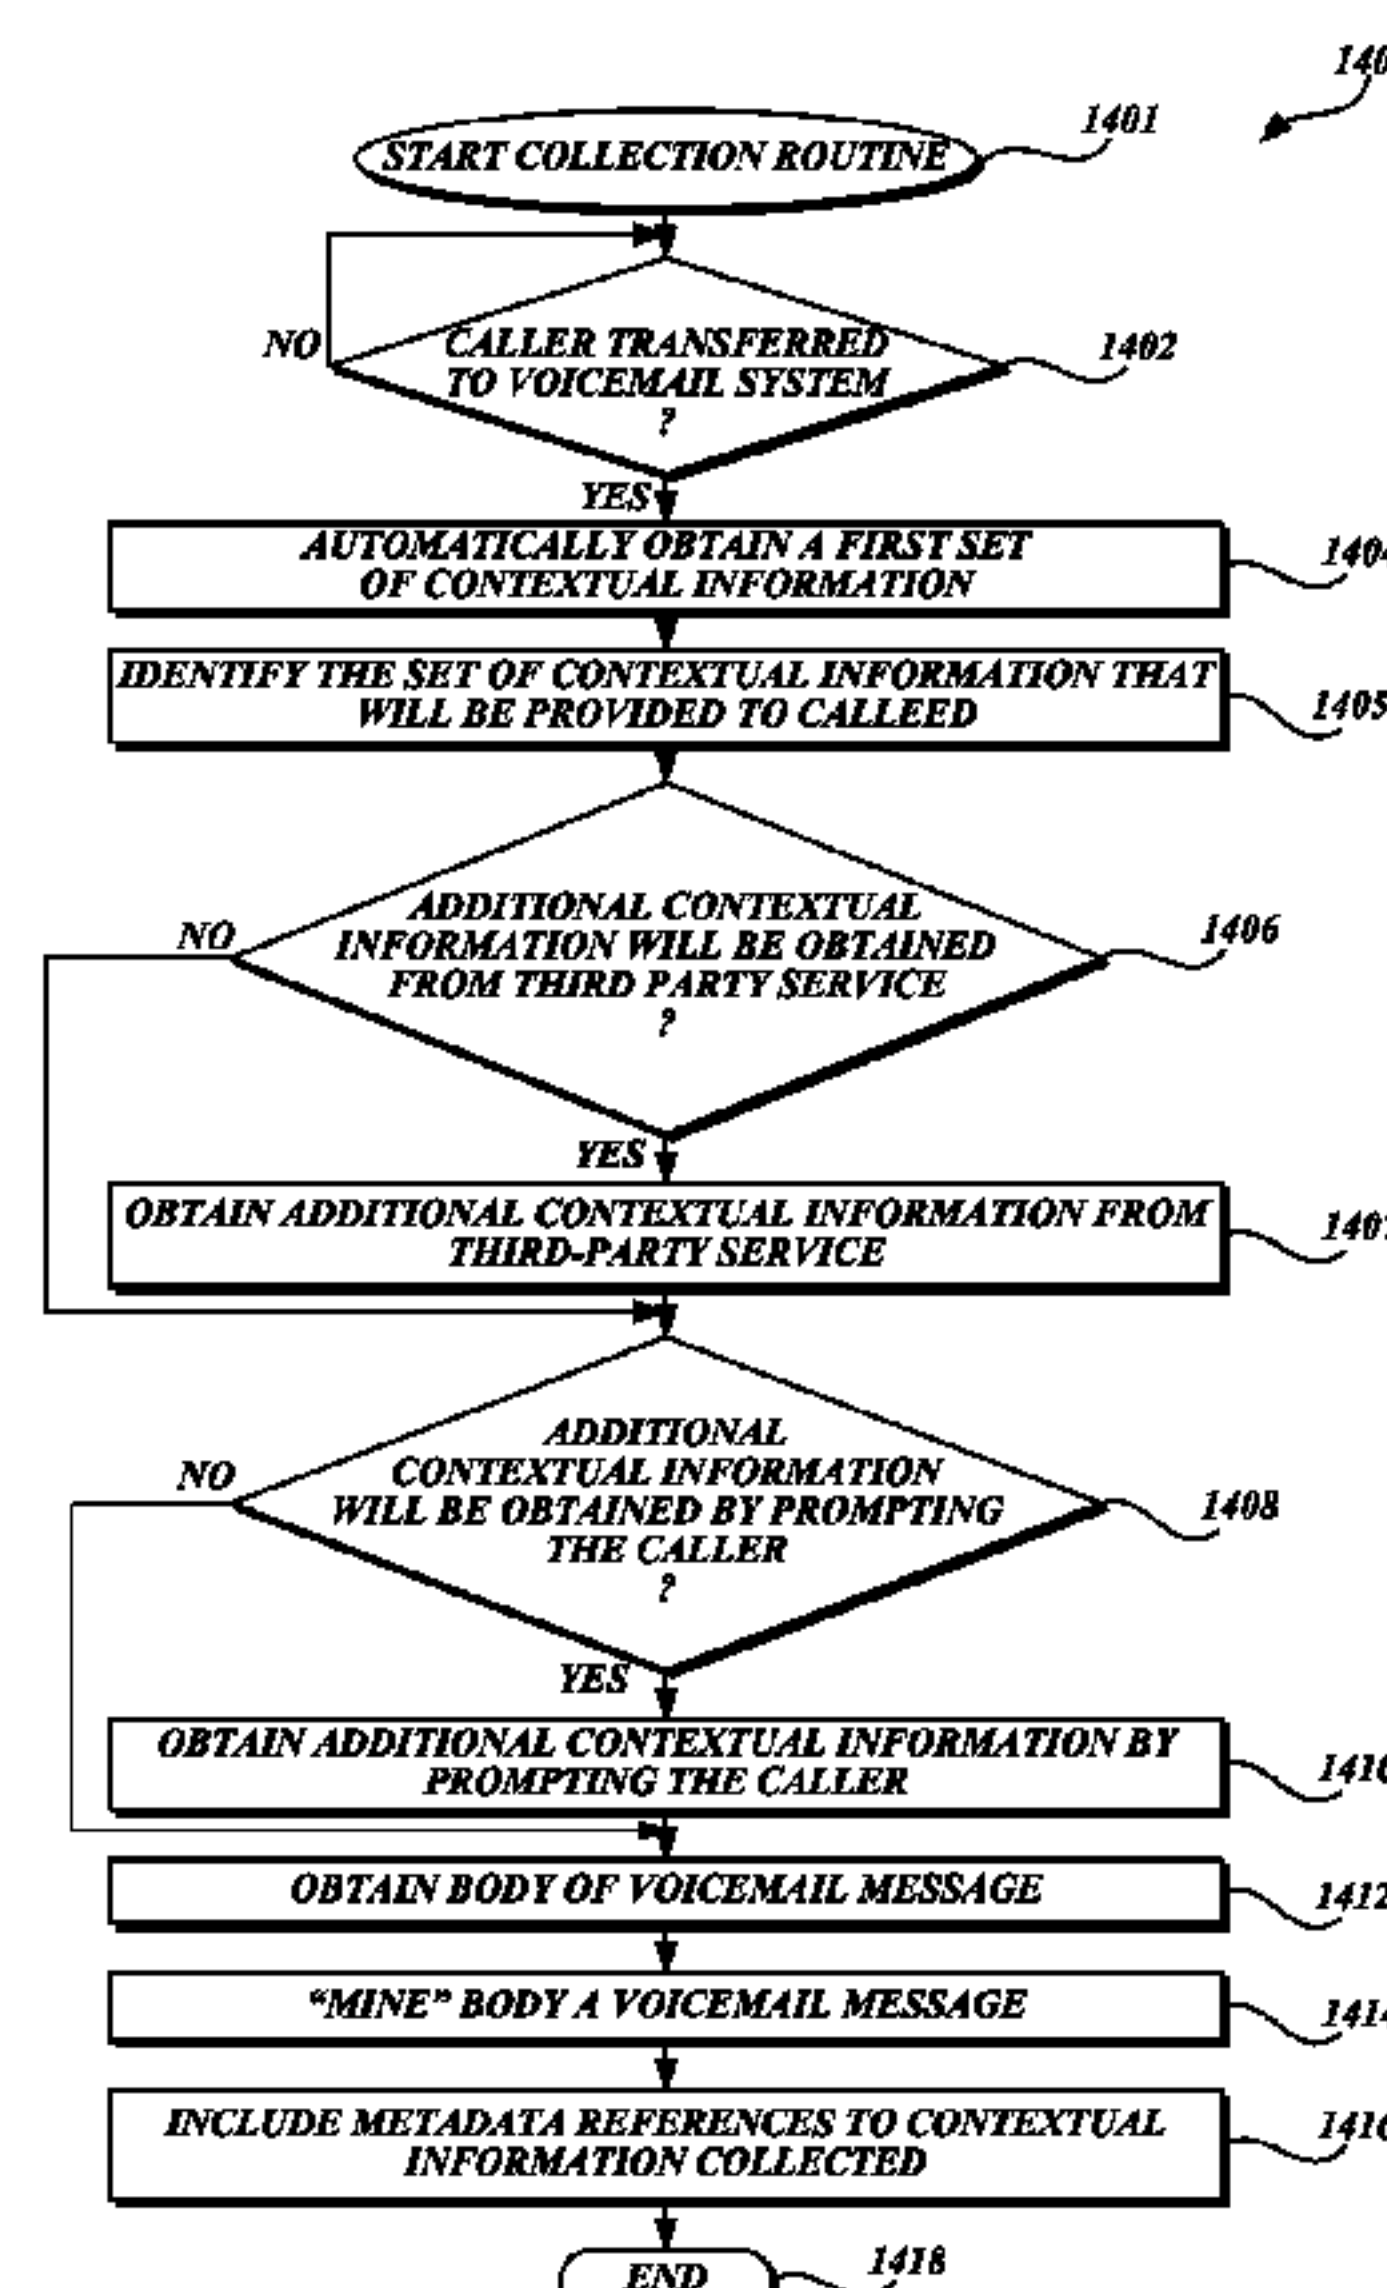 1401
START COLLECTION ROUTINE
NO
CALLER TRANSFERRED
TO VOICEMAIL SYSTEM
?
1402
YES
AUTOMATICALLY OBTAIN A FIRST SET
OF CONTEXTUAL INFORMATION
IDENTIFY THE SET OF CONTEXTUAL INFORMATION THAT
WILL BE PROVIDED TO CALLEED
1405
NO
ADDITIONAL CONTEXTUAL
INFORMATION WILL BE OBTAINED
FROM THIRD PARTY SERVICE
?
1406
YES
OBTAIN ADDITIONAL CONTEXTUAL INFORMATION FROM
THIRD-PARTY SERVICE
NO
ADDITIONAL
CONTEXTUAL INFORMATION
WILL BE OBTAINED BY PROMPTING
THE CALLER
?
1408
YES
OBTAIN ADDITIONAL CONTEXTUAL INFORMATION BY
PROMPTING THE CALLER
OBTAIN BODY OF VOICEMAIL MESSAGE
1412
“MINE” BODY A VOICEMAIL MESSAGE
INCLUDE METADATA REFERENCES TO CONTEXTUAL
INFORMATION COLLECTED
END
1418